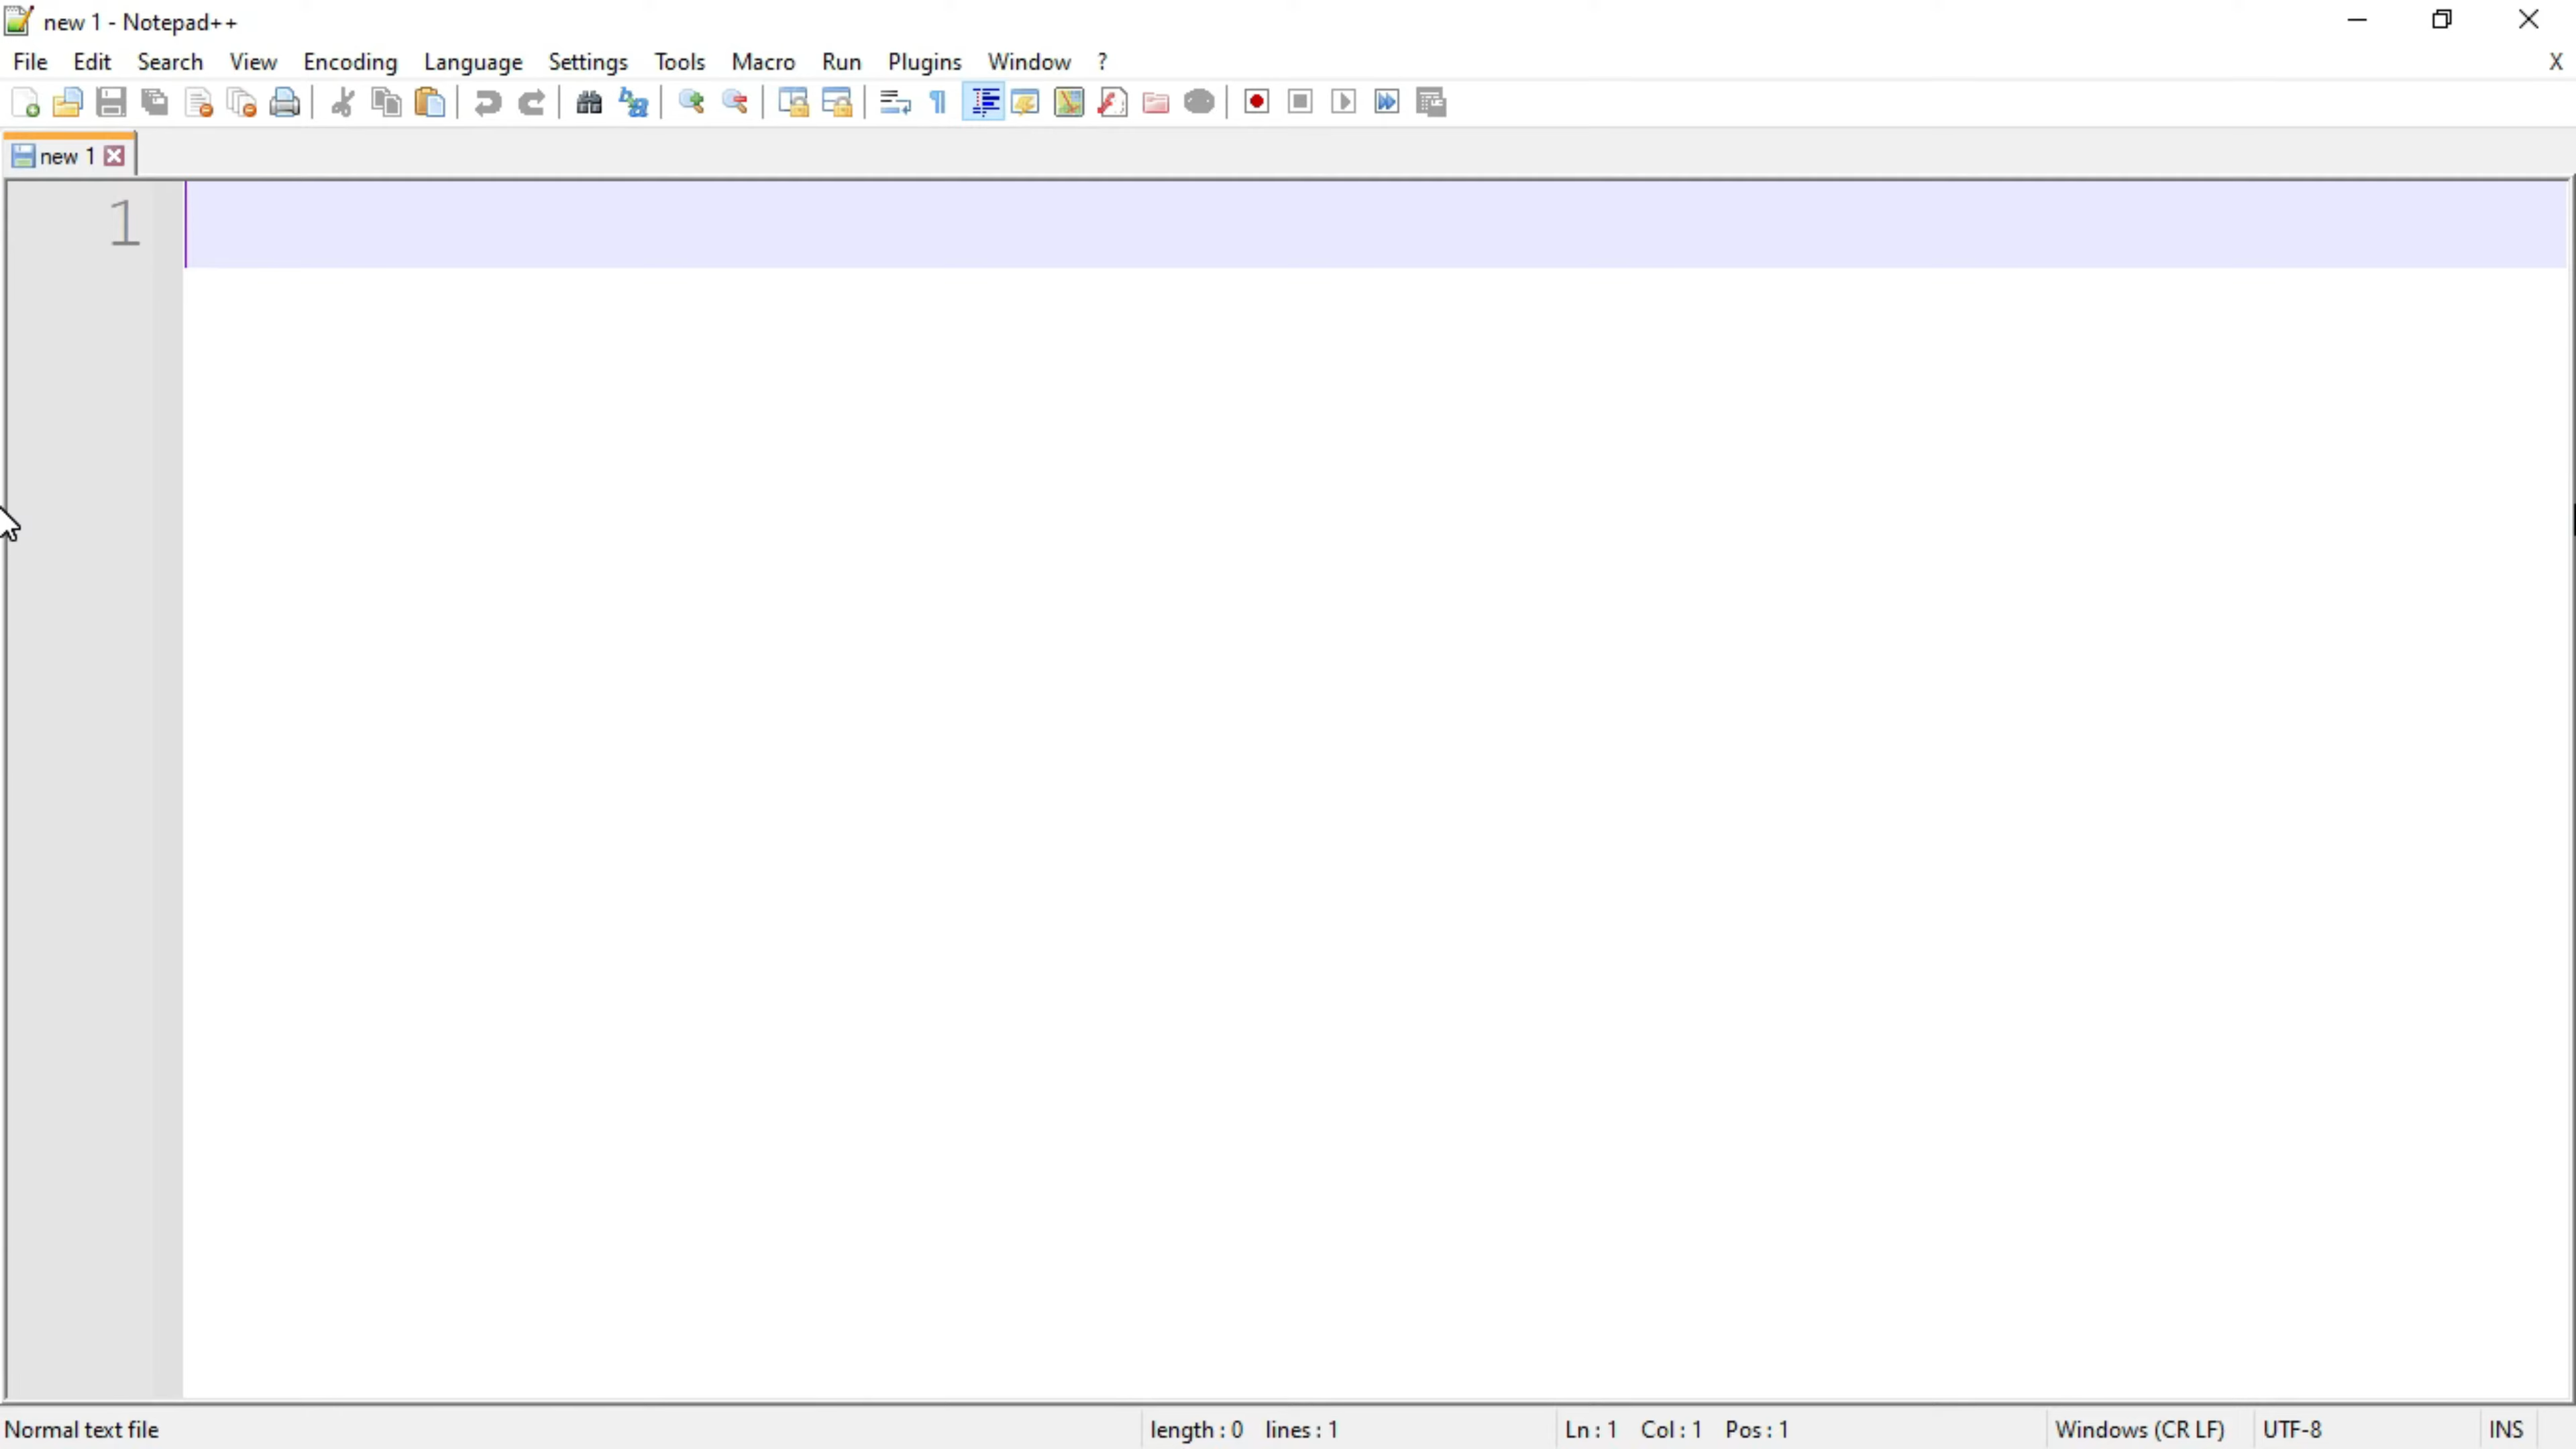 new 1 - Notepad++
File Edit Search View Encoding Language Settings Tools Macro Run Plugins Window ? X
new 1
1
Normal text file length : 0 lines : 1 Ln : 1 Col : 1 Pos : 1 Windows (CR LF) UTF-8 INS